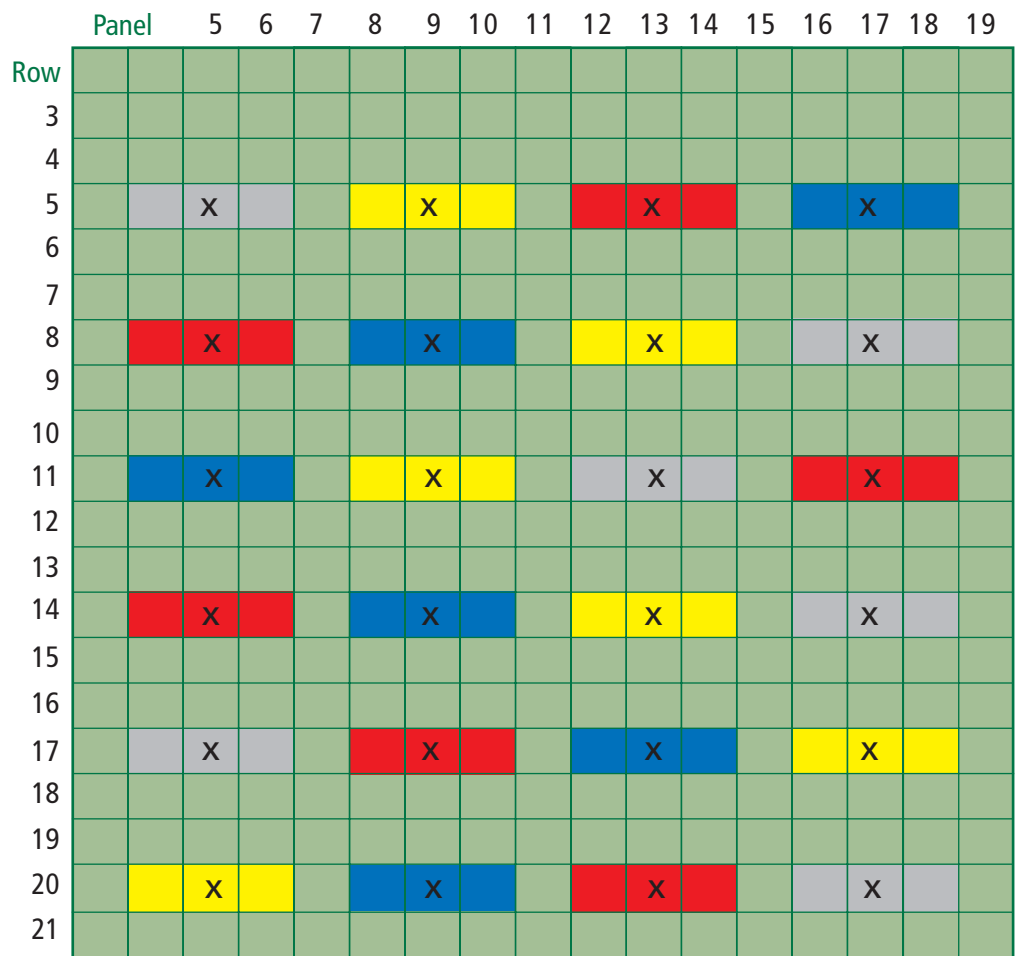 Panel 5 6 7 8 9 10 11 12 13 14 15 16 17 18 19
Row
3
4
5 X X X X
6
7
8 X X X X
9
10
11 X X X X
12
13
14 X X X X
15
16
17 X X X X
18
19
20 X X X X
21